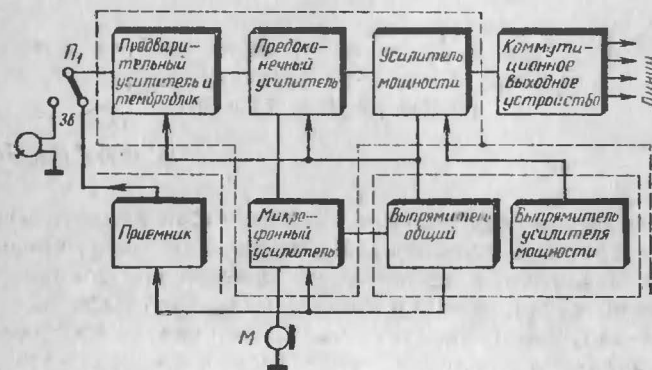 П₁
Зв
Предвари-
тельный
усилитель и
темброблок
Предоко-
нечный
усилитель
Усилитель
мощности
Коммута-
ционное
выходное
устройство
Приемник
Микро-
фонный
усилитель
Выпрямитель
общий
Выпрямитель
усилителя
мощности
М